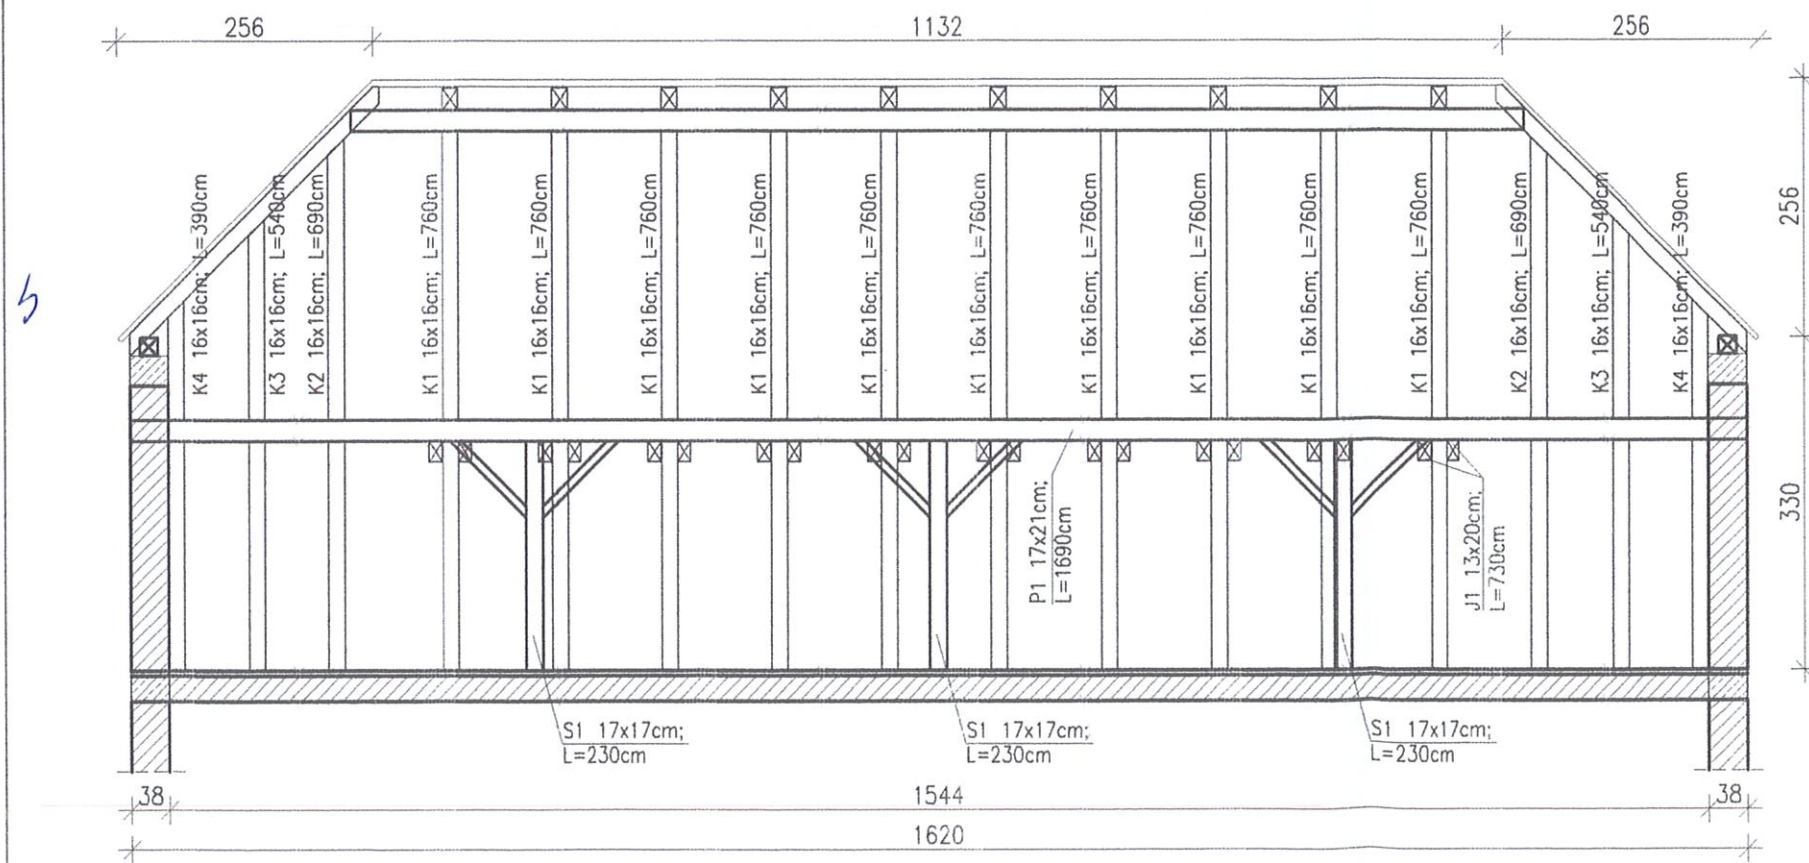 256
1132
256
K4 16x16cm; L=390cm
K3 16x16cm; L=540cm
K2 16x16cm; L=690cm
K1 16x16cm; L=760cm
K1 16x16cm; L=760cm
K1 16x16cm; L=760cm
K1 16x16cm; L=760cm
K1 16x16cm; L=760cm
K1 16x16cm; L=760cm
K1 16x16cm; L=760cm
K1 16x16cm; L=760cm
K1 16x16cm; L=760cm
K1 16x16cm; L=760cm
K2 16x16cm; L=690cm
K3 16x16cm; L=540cm
K4 16x16cm; L=390cm
256
330
P1 17x21cm;
L=1690cm
J1 13x20cm;
L=730cm
S1 17x17cm;
L=230cm
S1 17x17cm;
L=230cm
S1 17x17cm;
L=230cm
38
1544
38
1620